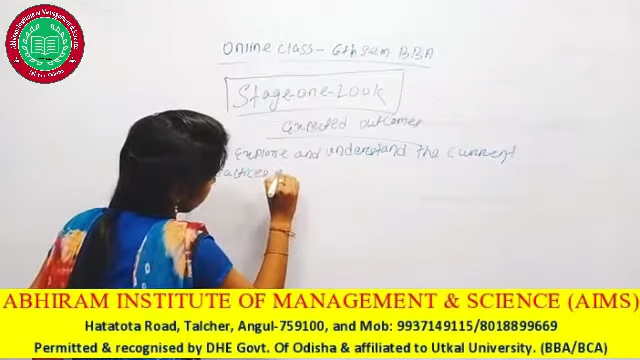 Online class - 6th sem BBA
Stage-one-Look
Expected outcomes
Explore and understand the current
ABHIRAM INSTITUTE OF MANAGEMENT & SCIENCE (AIMS)
Hatatota Road, Talcher, Angul-759100, and Mob: 9937149115/8018899669
Permitted & recognised by DHE Govt. Of Odisha & affiliated to Utkal University. (BBA/BCA)